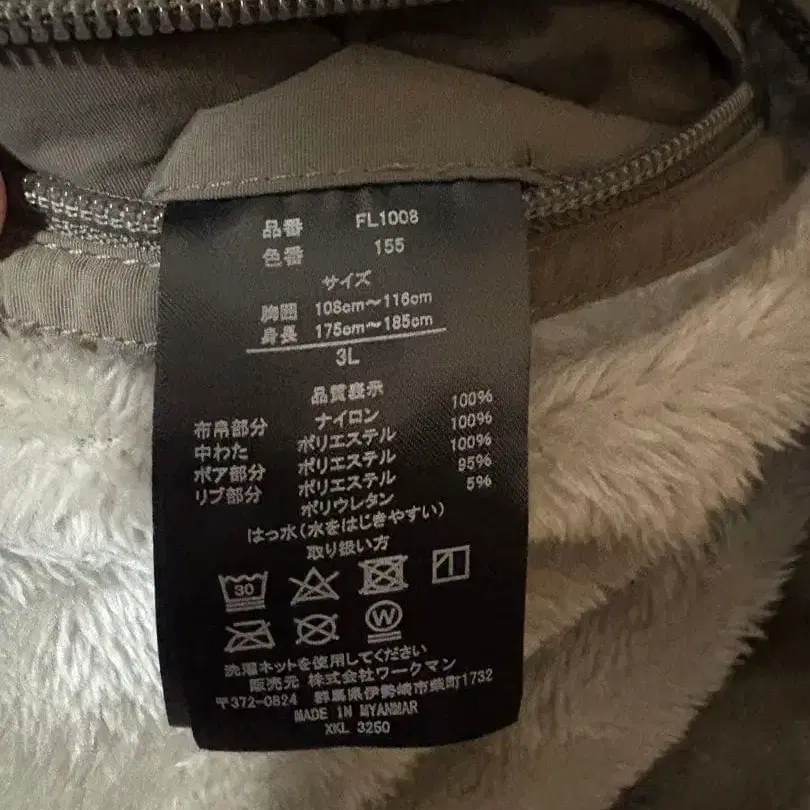 品番 FL1008
色番 155
サイズ
胸囲 108cm〜116cm
身長 175cm〜185cm
3L
品質表示
布帛部分 ナイロン 100%
中わた ポリエステル 100%
ボア部分 ポリエステル 100%
リブ部分 ポリエステル 95%
ポリウレタン 5%
はっ水(水をはじきやすい)
取り扱い方
30
W
洗濯ネットを使用してください
販売元 株式会社ワークマン
〒372-0824 群馬県伊勢崎市柴町1732
MADE IN MYANMAR
XKL 3250